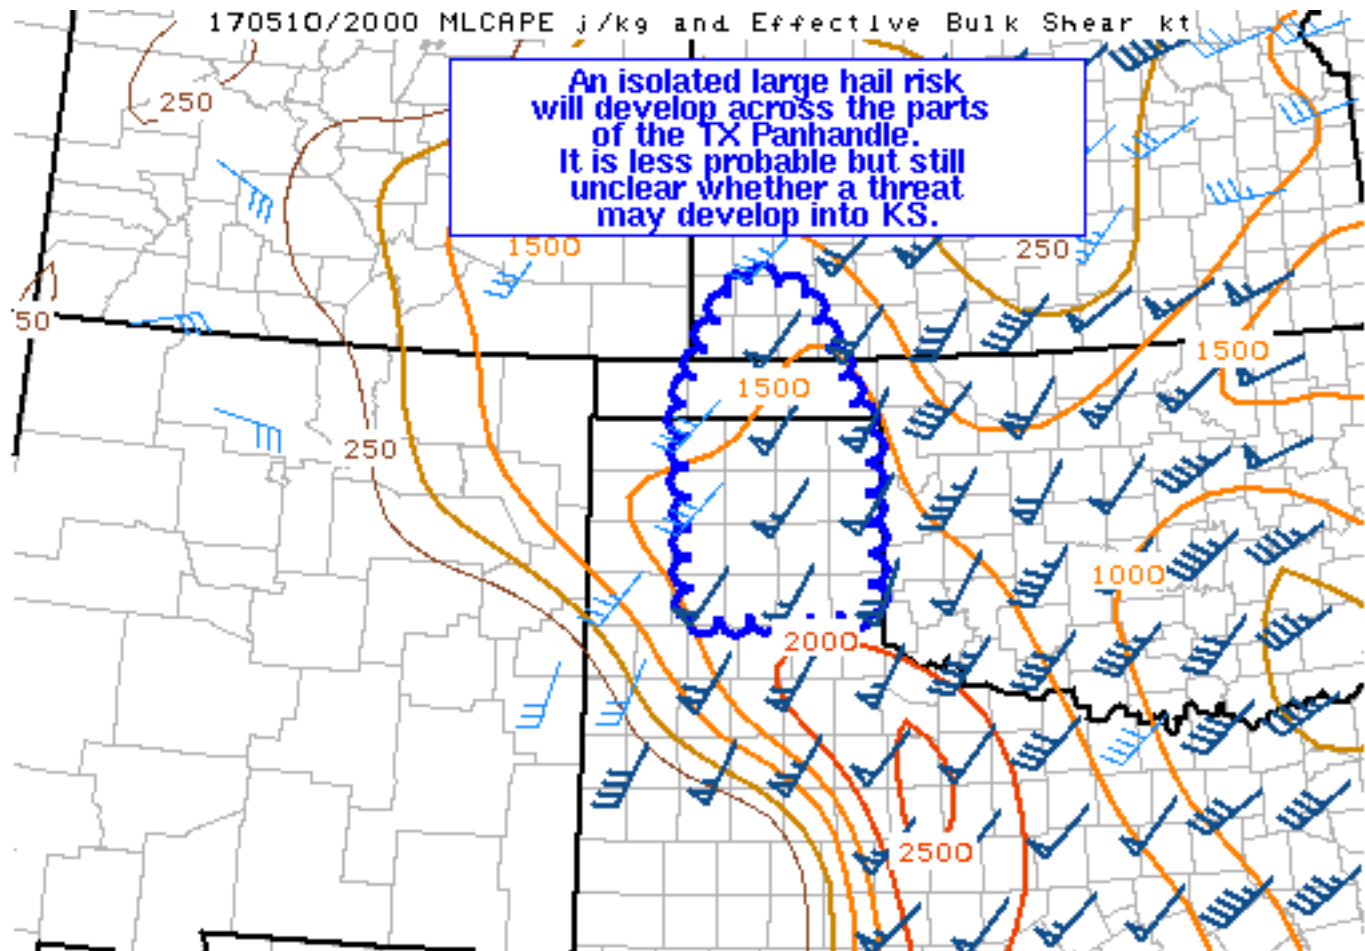 170510/2000 MLCAPE j/kg and Effective Bulk Shear kt
An isolated large hail risk
will develop across the parts
of the TX Panhandle.
It is less probable but still
unclear whether a threat
may develop into KS.
250
1500
250
50
1500
1500
250
1000
2000
2500